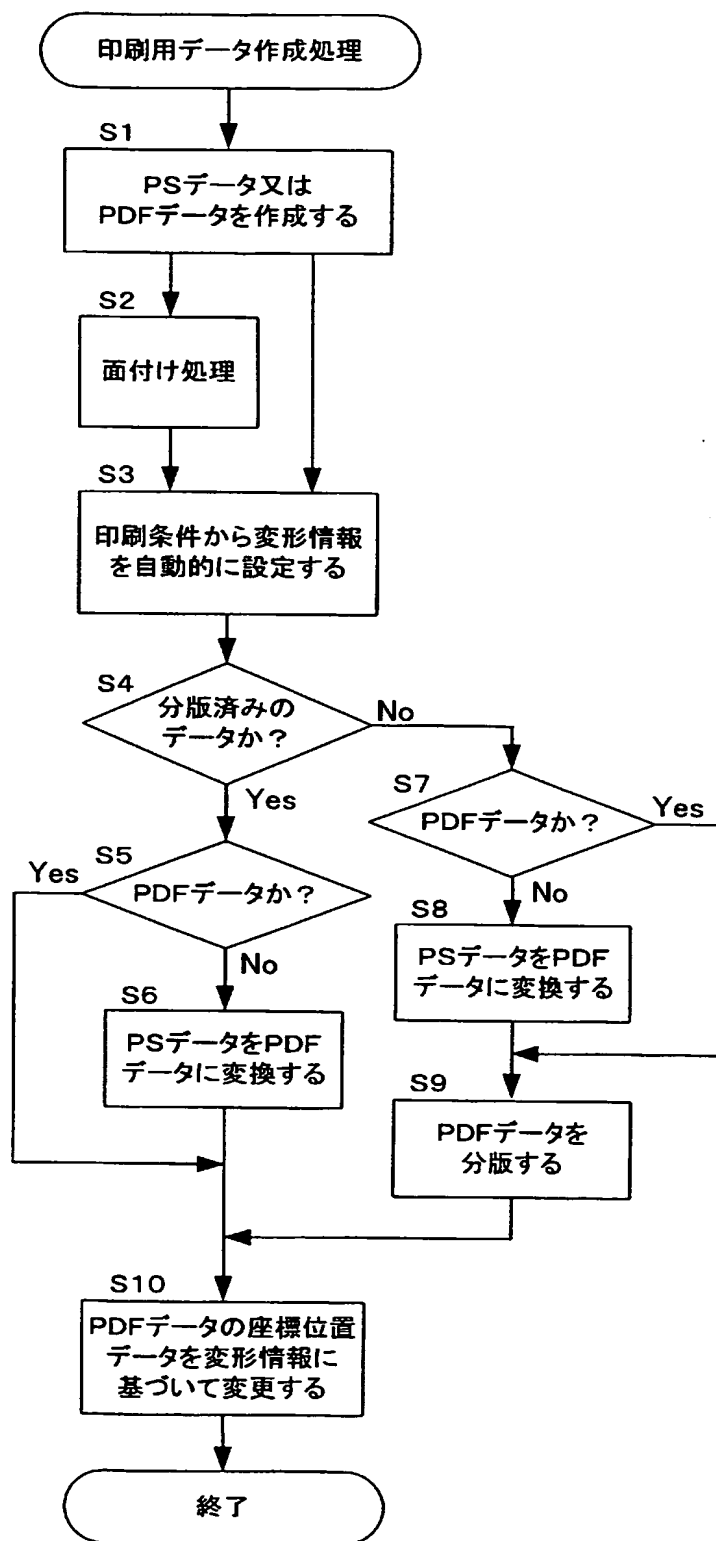 印刷用データ作成処理
S1
PSデータ又は
PDFデータを作成する
S2
面付け処理
S3
印刷条件から変形情報
を自動的に設定する
S4
分版済みの
データか？
No
Yes
S7
PDFデータか？
Yes
No
S5
Yes
PDFデータか？
No
S8
PSデータをPDF
データに変換する
S6
PSデータをPDF
データに変換する
S9
PDFデータを
分版する
S10
PDFデータの座標位置
データを変形情報に
基づいて変更する
終了